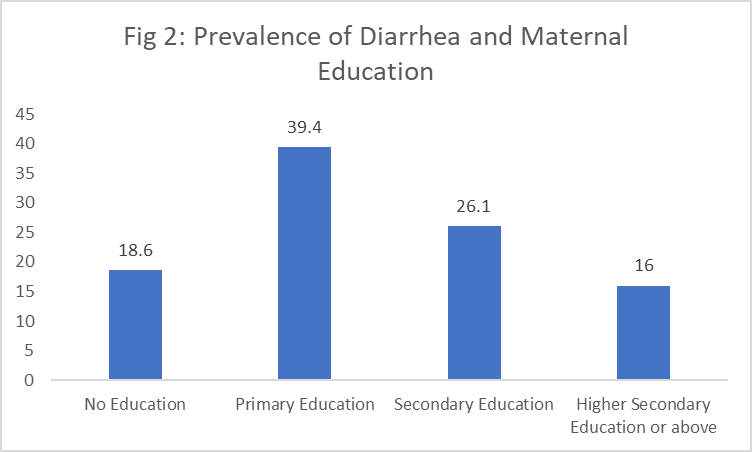 Fig 2: Prevalence of Diarrhea and Maternal
Education
45
40
35
30
25
20
15
10
5
0
18.6
39.4
26.1
16
No Education
Primary Education
Secondary Education
Higher Secondary
Education or above